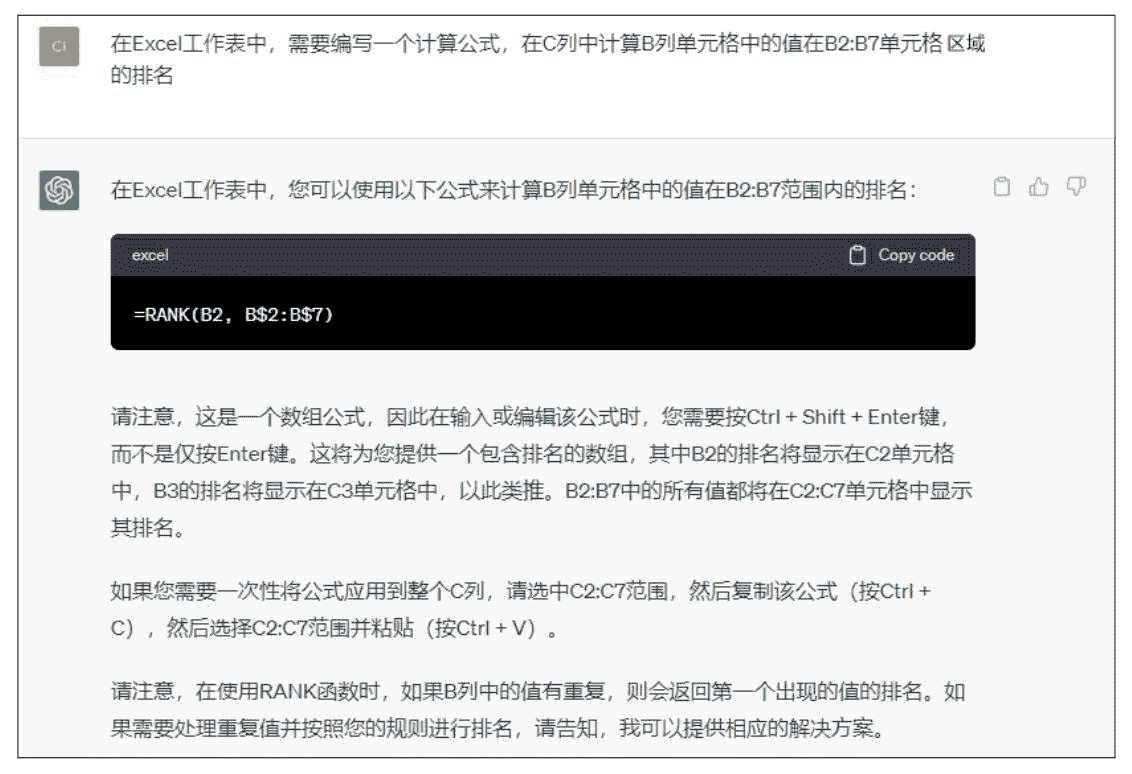 Ci
在Excel工作表中，需要编写一个计算公式，在C列中计算B列单元格中的值在B2:B7单元格区域
的排名
在Excel工作表中，您可以使用以下公式来计算B列单元格中的值在B2:B7范围内的排名：
excel
Copy code
=RANK(B2, B$2:B$7)
请注意，这是一个数组公式，因此在输入或编辑该公式时，您需要按Ctrl + Shift + Enter键，
而不是仅按Enter键。这将为您提供一个包含排名的数组，其中B2的排名将显示在C2单元格
中，B3的排名将显示在C3单元格中，以此类推。B2:B7中的所有值都将在C2:C7单元格中显示
其排名。
如果您需要一次性将公式应用到整个C列，请选中C2:C7范围，然后复制该公式（按Ctrl +
C），然后选择C2:C7范围并粘贴（按Ctrl + V）。
请注意，在使用RANK函数时，如果B列中的值有重复，则会返回第一个出现的值的排名。如
果需要处理重复值并按照您的规则进行排名，请告知，我可以提供相应的解决方案。